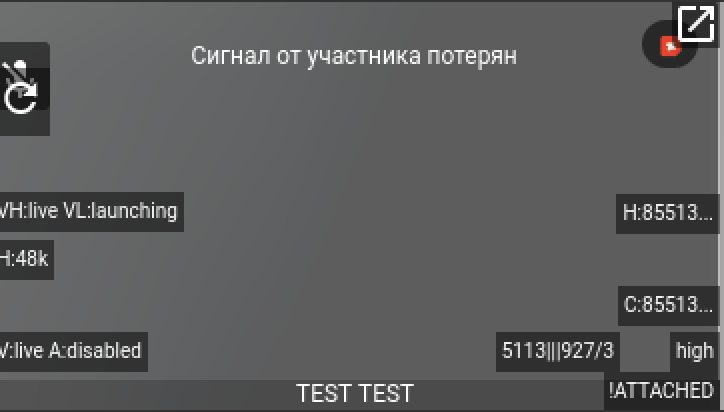 Сигнал от участника потерян
VH:live VL:launching
H:85513...
H:48k
C:85513...
V:live A:disabled
5113|||927/3
high
TEST TEST
!ATTACHED